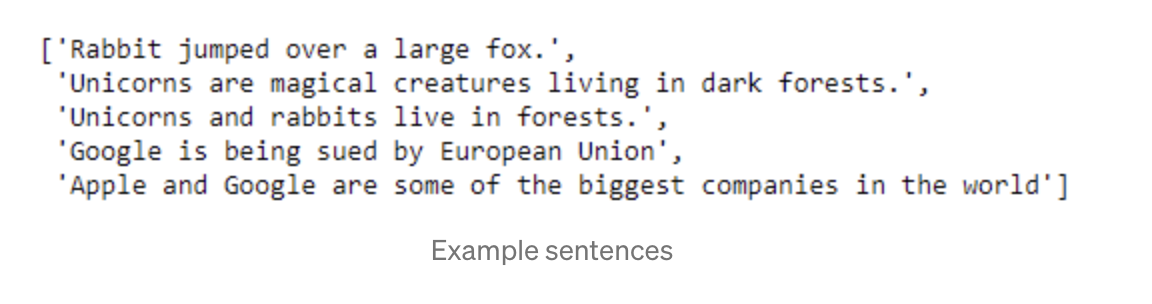 ['Rabbit jumped over a large fox.',
'Unicorns are magical creatures living in dark forests.',
'Unicorns and rabbits live in forests.',
'Google is being sued by European Union',
'Apple and Google are some of the biggest companies in the world']
Example sentences